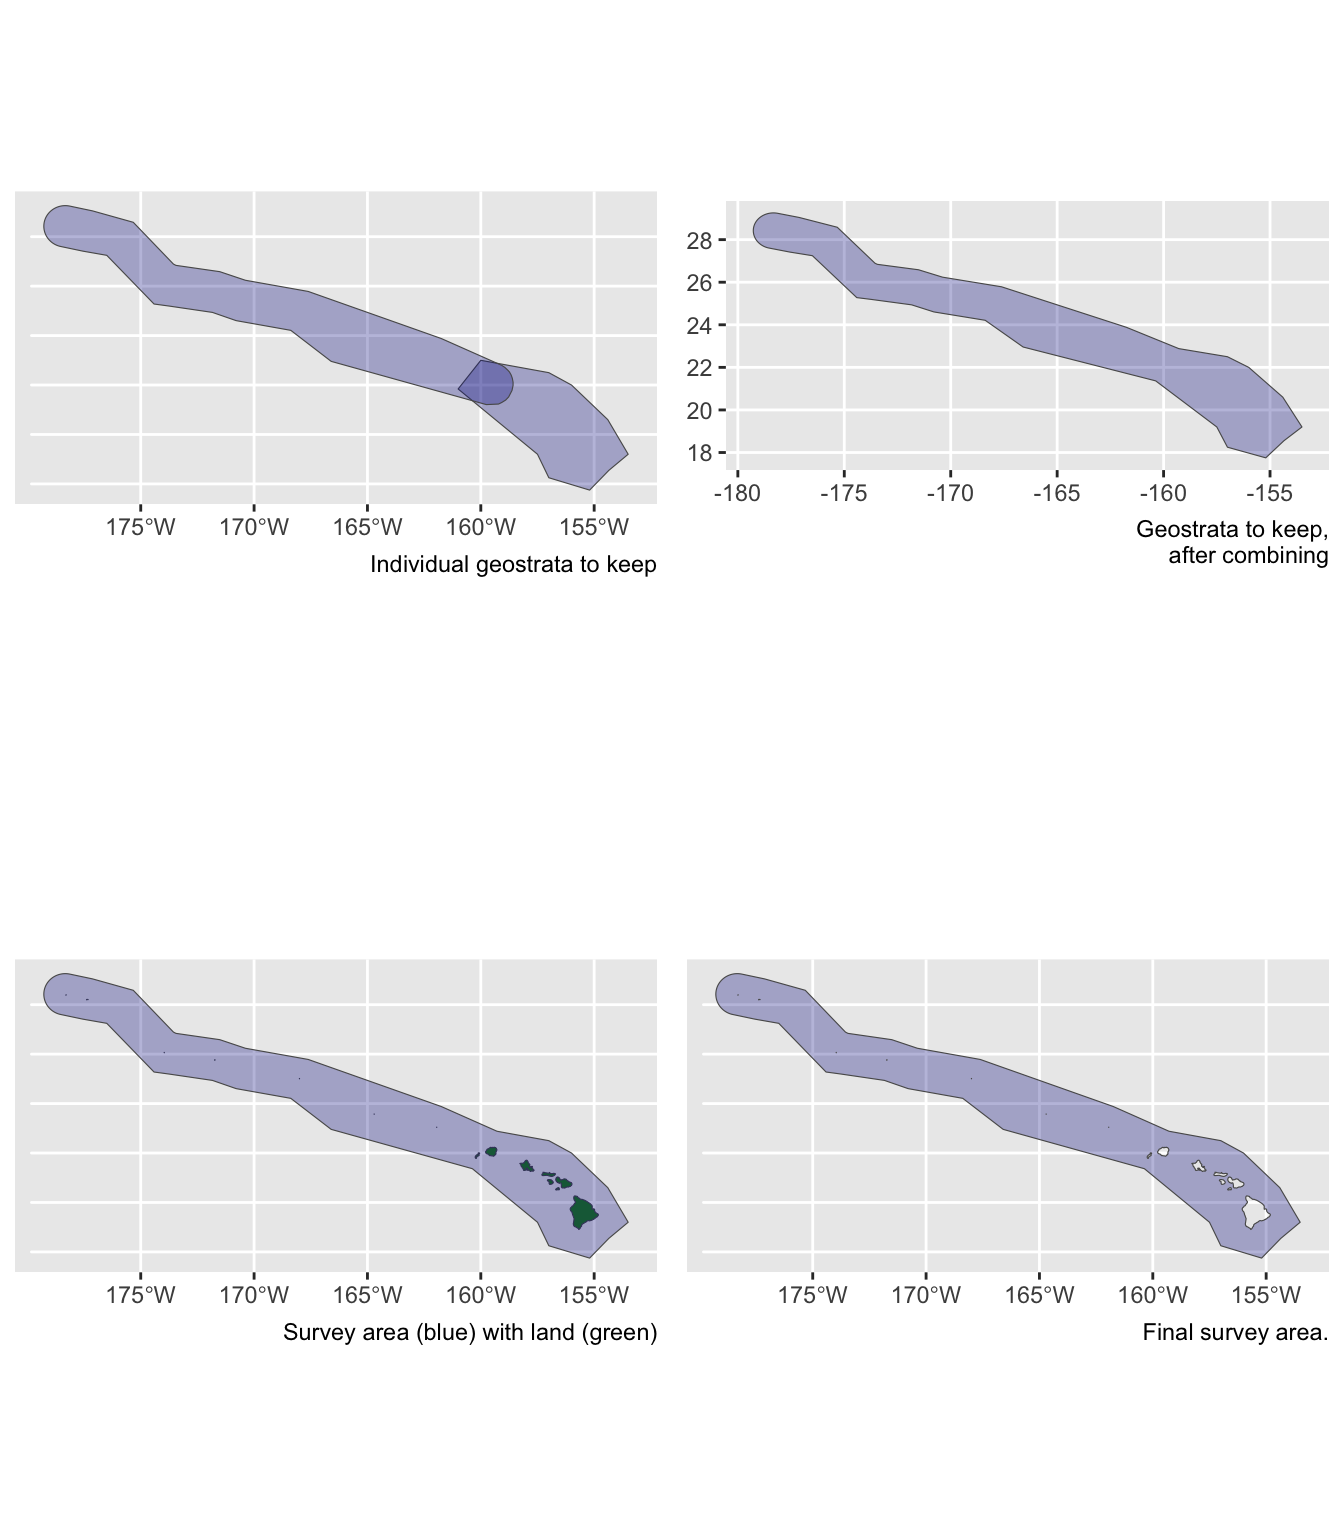 175°W 170°W 165°W 160°W 155°W
Individual geostrata to keep
28
26
24
22
20
18
-180 -175 -170 -165 -160 -155
Geostrata to keep,
after combining
175°W 170°W 165°W 160°W 155°W
Survey area (blue) with land (green)
175°W 170°W 165°W 160°W 155°W
Final survey area.